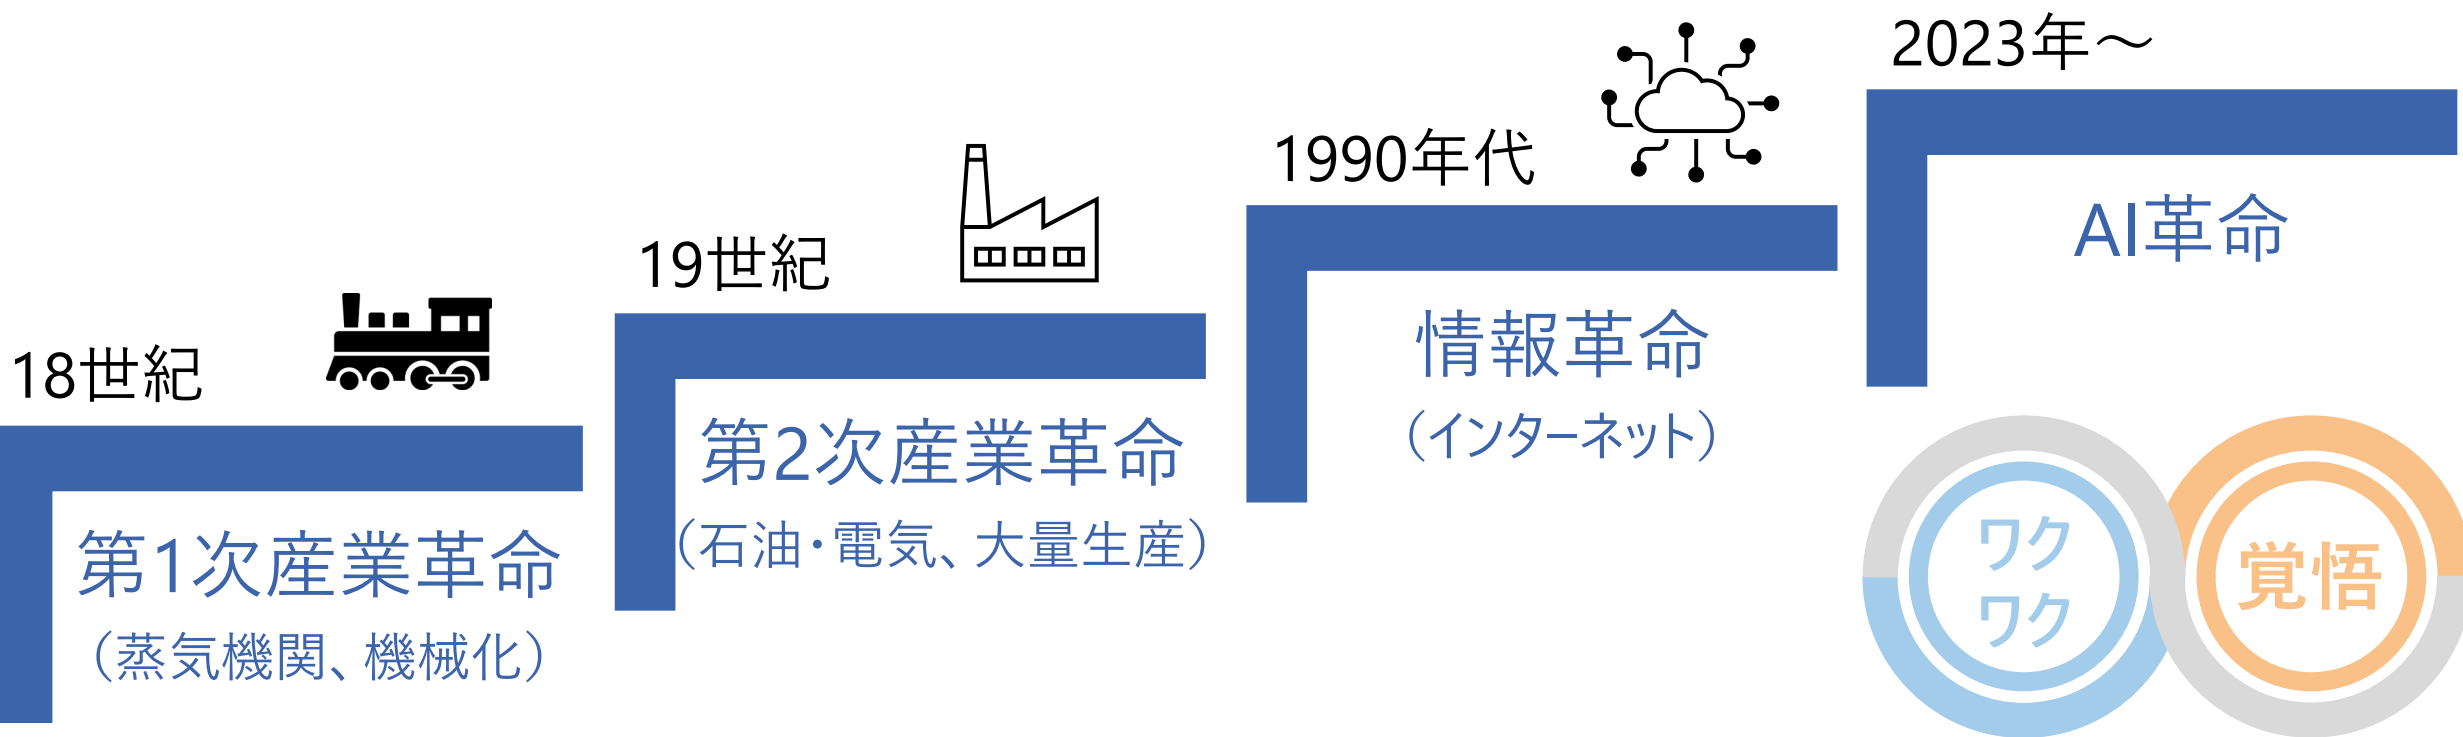 18世紀
第1次産業革命
（蒸気機関、機械化）
19世紀
第2次産業革命
（石油・電気、大量生産）
1990年代
情報革命
（インターネット）
2023年～
AI革命
ワク
ワク
覚悟